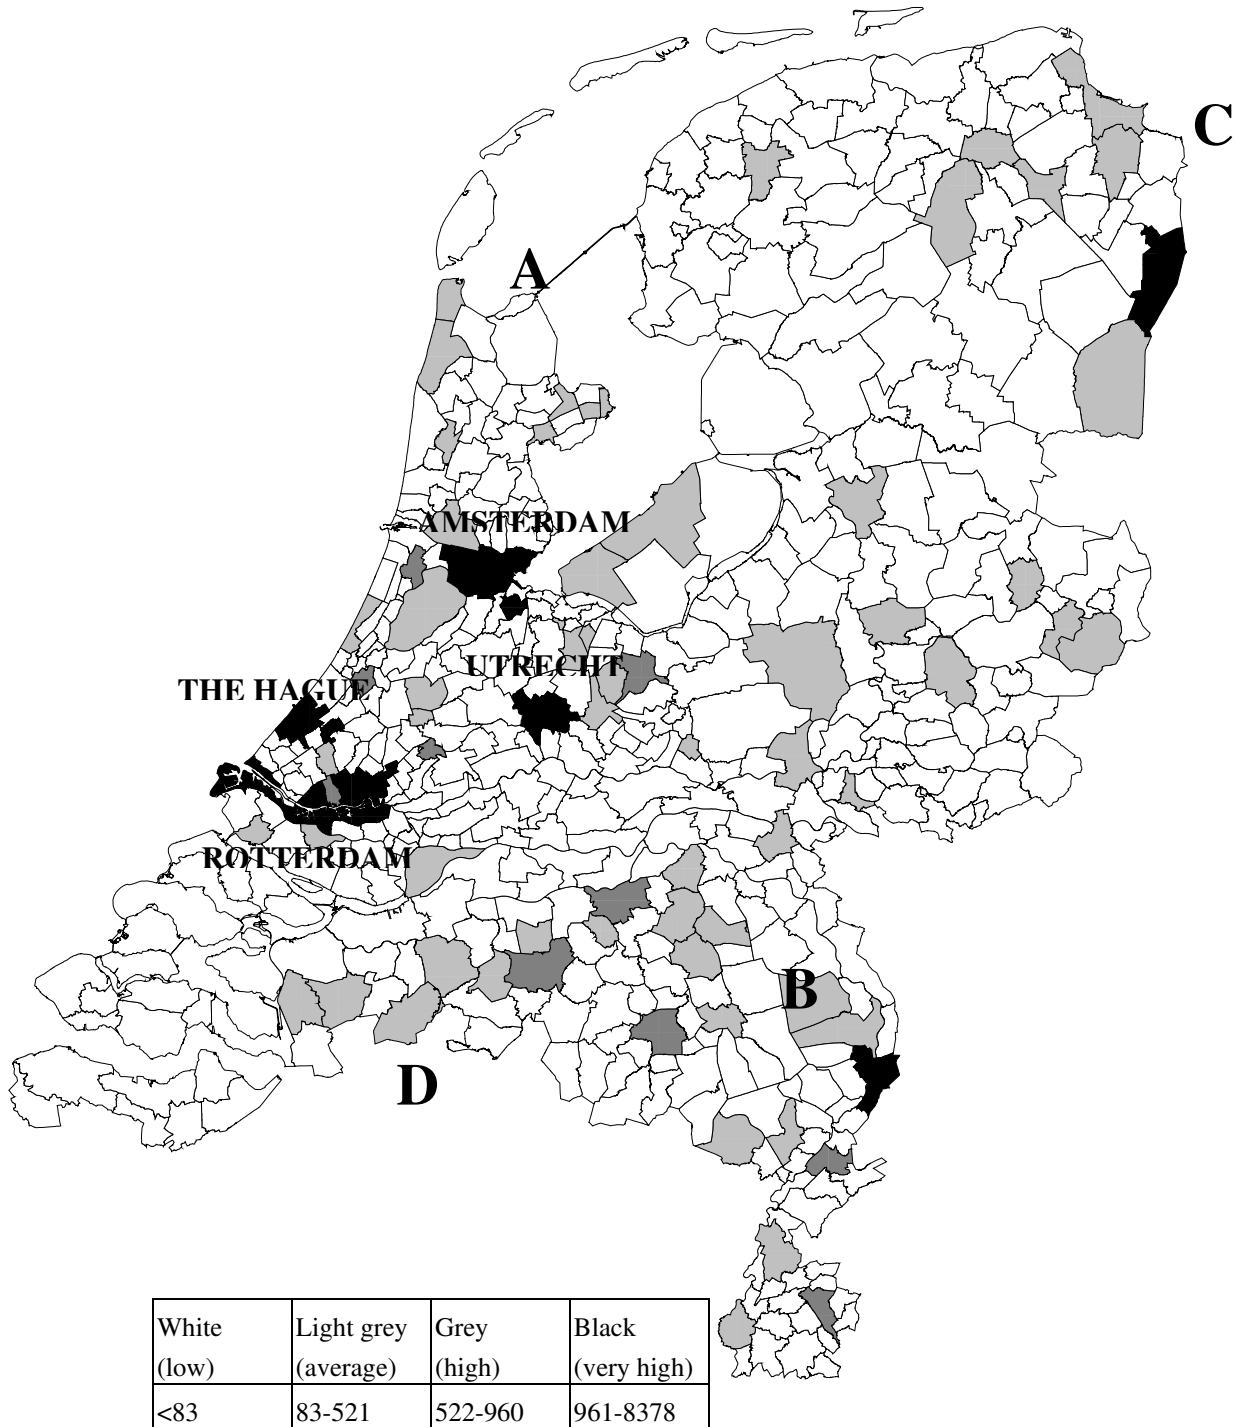 C
A
AMSTERDAM
UTRECHT
THE HAGUE
ROTTERDAM
B
D
White Light grey Grey Black
(low) (average) (high) (very high)
<83 83-521 522-960 961-8378